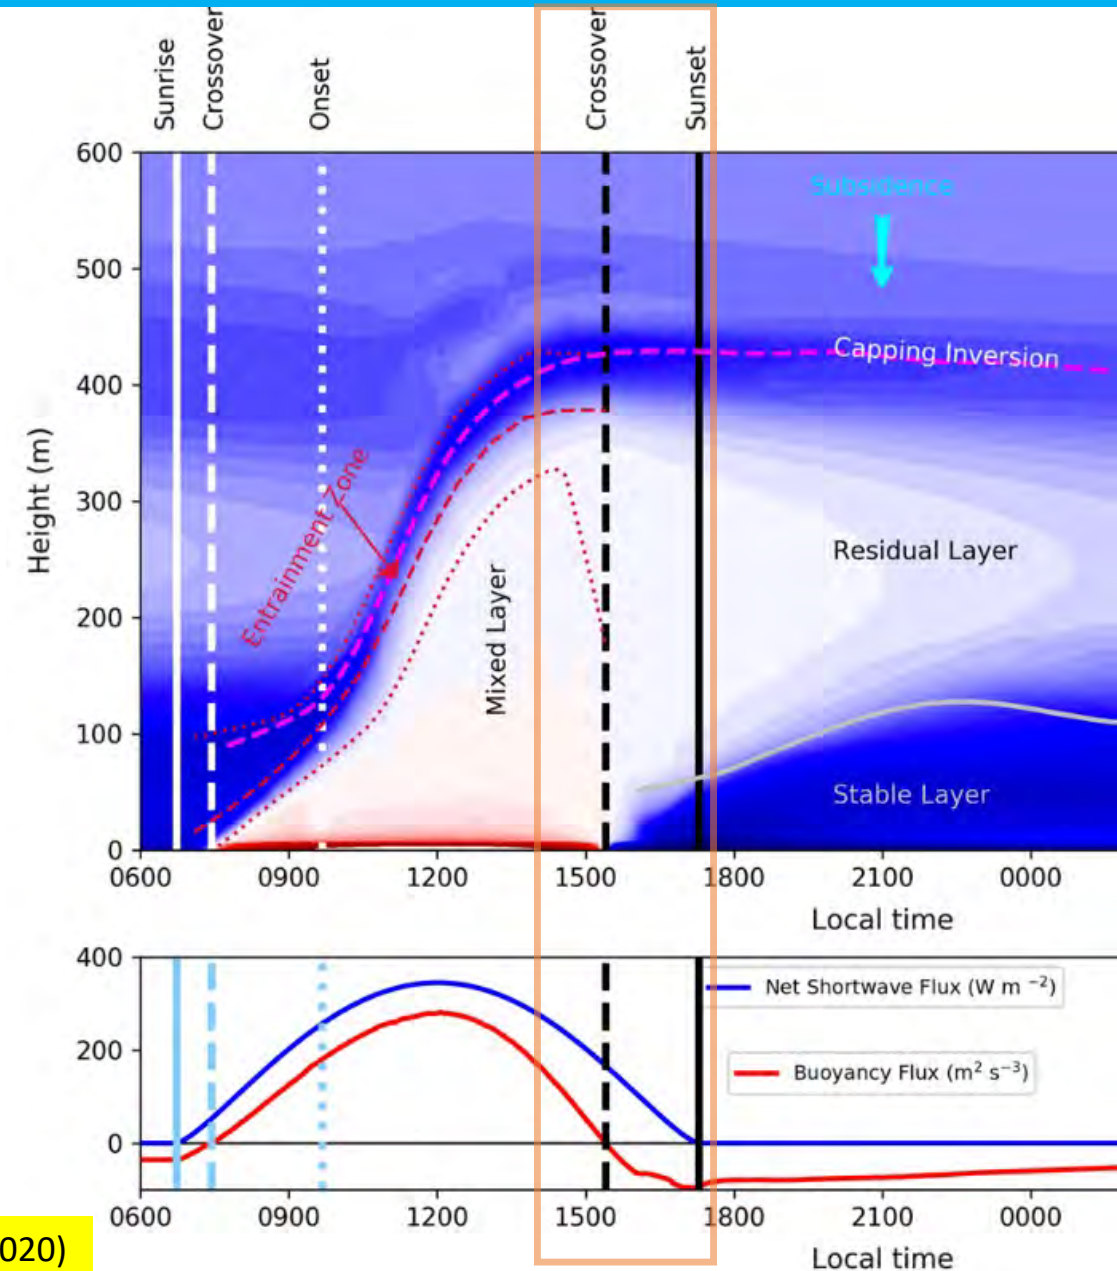 Sunrise
Crossover
Onset
Crossover
Sunset
600
500
400
300
200
100
0
Height (m)
Subsidence
Capping Inversion
Entrainment Zone
Mixed Layer
Residual Layer
Stable Layer
0600 0900 1200 1500 1800 2100 0000
Local time
400
200
0
Net Shortwave Flux (W m⁻²)
Buoyancy Flux (m² s⁻³)
0600 0900 1200 1500 1800 2100 0000
Local time
020)